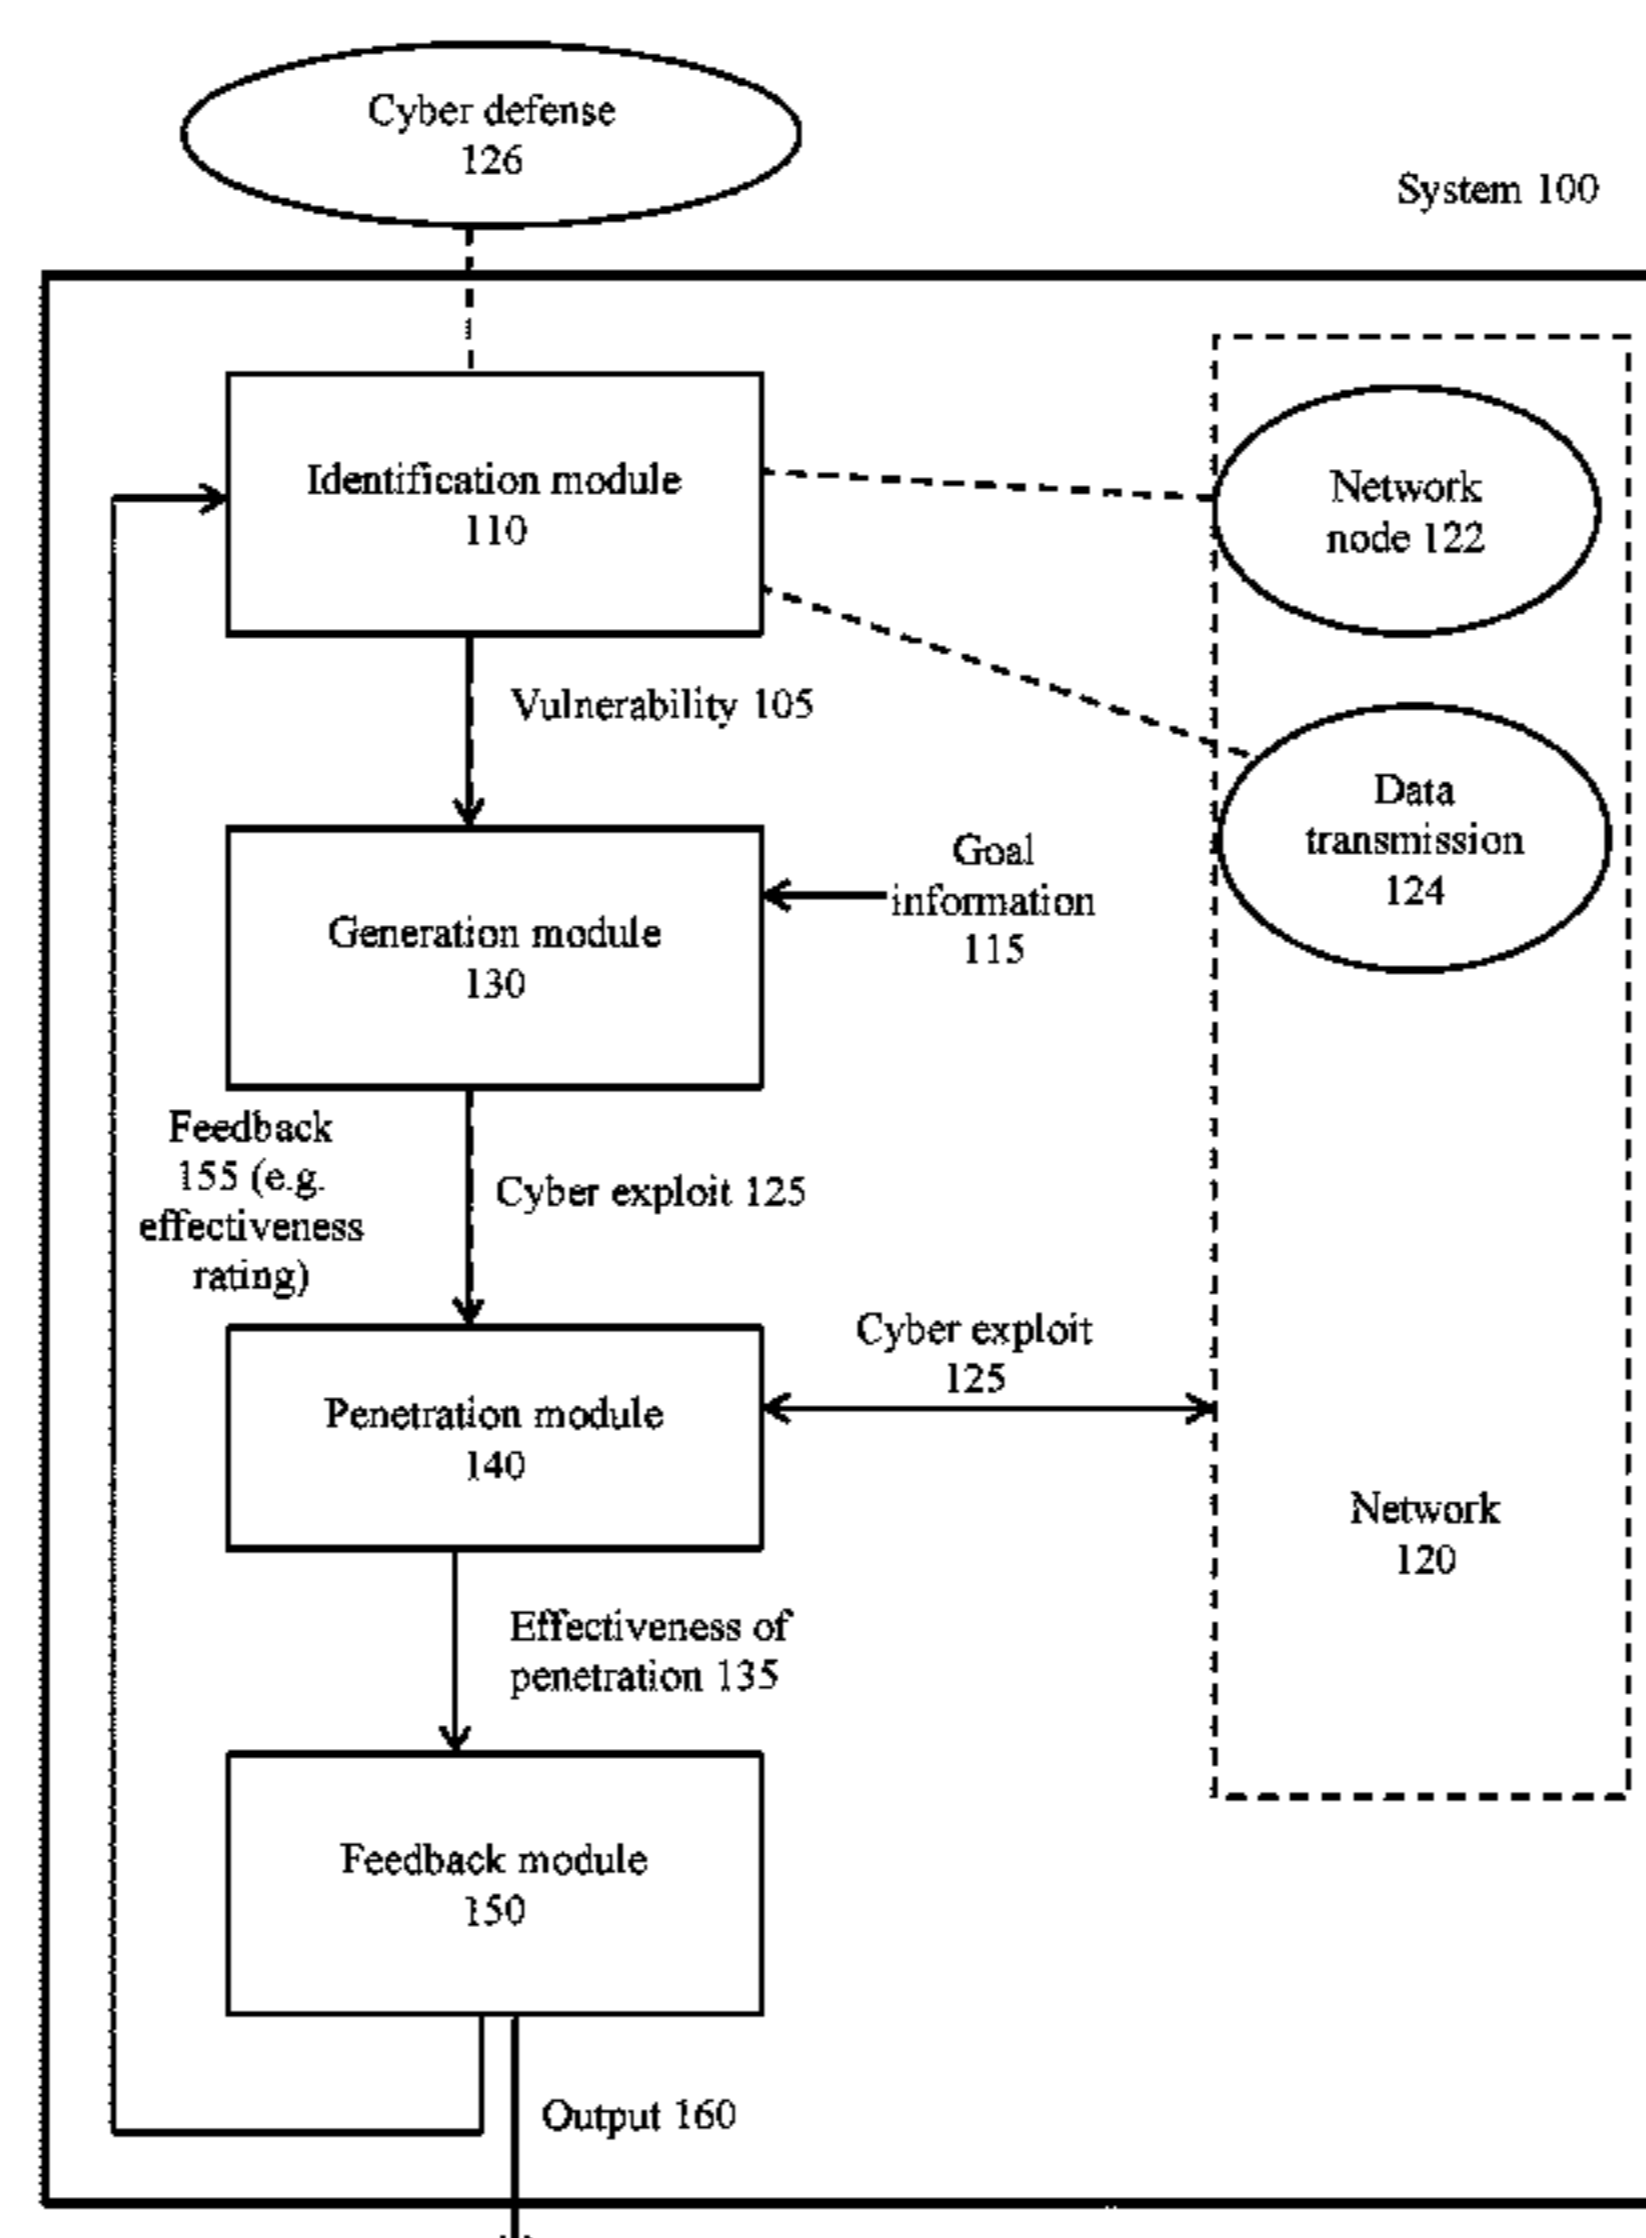 Cyber defense
126
System 100
Identification module
110
Network
node 122
Vulnerability 105
Data
transmission
124
Goal
information
115
Generation module
130
Feedback
155 (e.g.
effectiveness
rating)
Cyber exploit 125
Cyber exploit
125
Penetration module
140
Network
120
Effectiveness of
penetration 135
Feedback module
150
Output 160